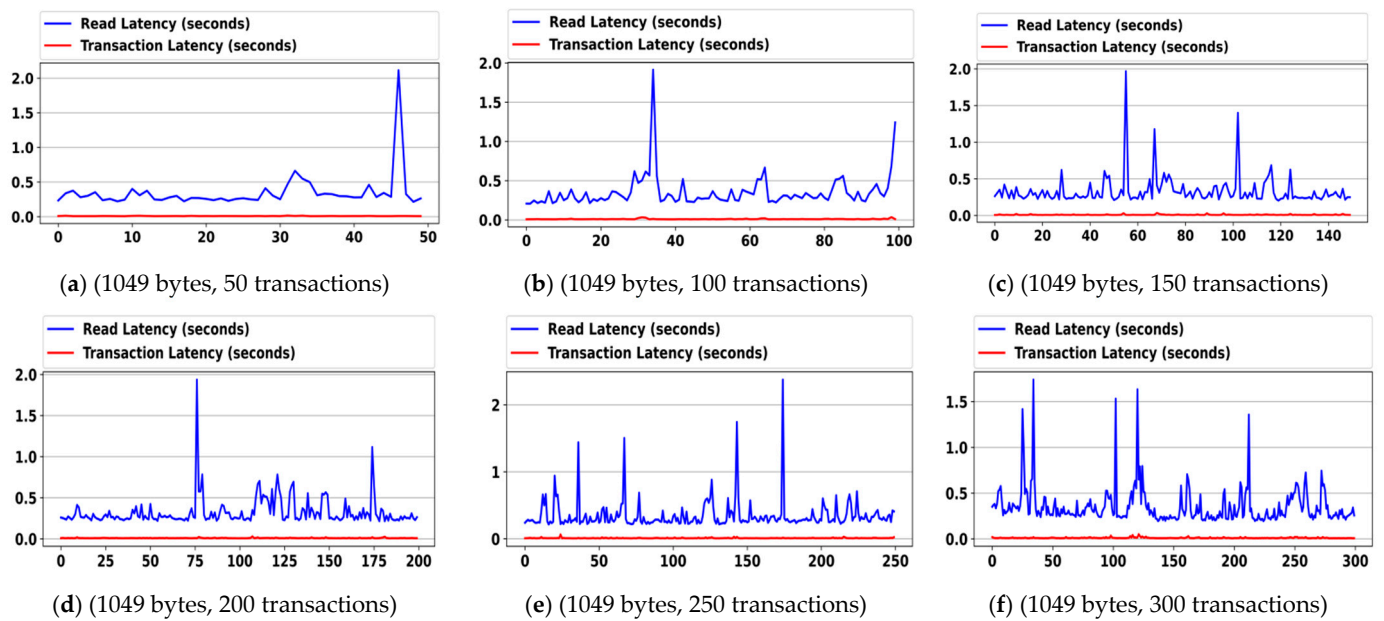 Read Latency (seconds)
Transaction Latency (seconds)
2.0
1.5
1.0
0.5
0.0
0 10 20 30 40 50
(a) (1049 bytes, 50 transactions)
Read Latency (seconds)
Transaction Latency (seconds)
2.0
1.5
1.0
0.5
0.0
0 20 40 60 80 100
(b) (1049 bytes, 100 transactions)
Read Latency (seconds)
Transaction Latency (seconds)
2.0
1.5
1.0
0.5
0.0
0 20 40 60 80 100 120 140
(c) (1049 bytes, 150 transactions)
Read Latency (seconds)
Transaction Latency (seconds)
2.0
1.5
1.0
0.5
0.0
0 25 50 75 100 125 150 175 200
(d) (1049 bytes, 200 transactions)
Read Latency (seconds)
Transaction Latency (seconds)
2
1
0
0 50 100 150 200 250
(e) (1049 bytes, 250 transactions)
Read Latency (seconds)
Transaction Latency (seconds)
1.5
1.0
0.5
0.0
0 50 100 150 200 250 300
(f) (1049 bytes, 300 transactions)